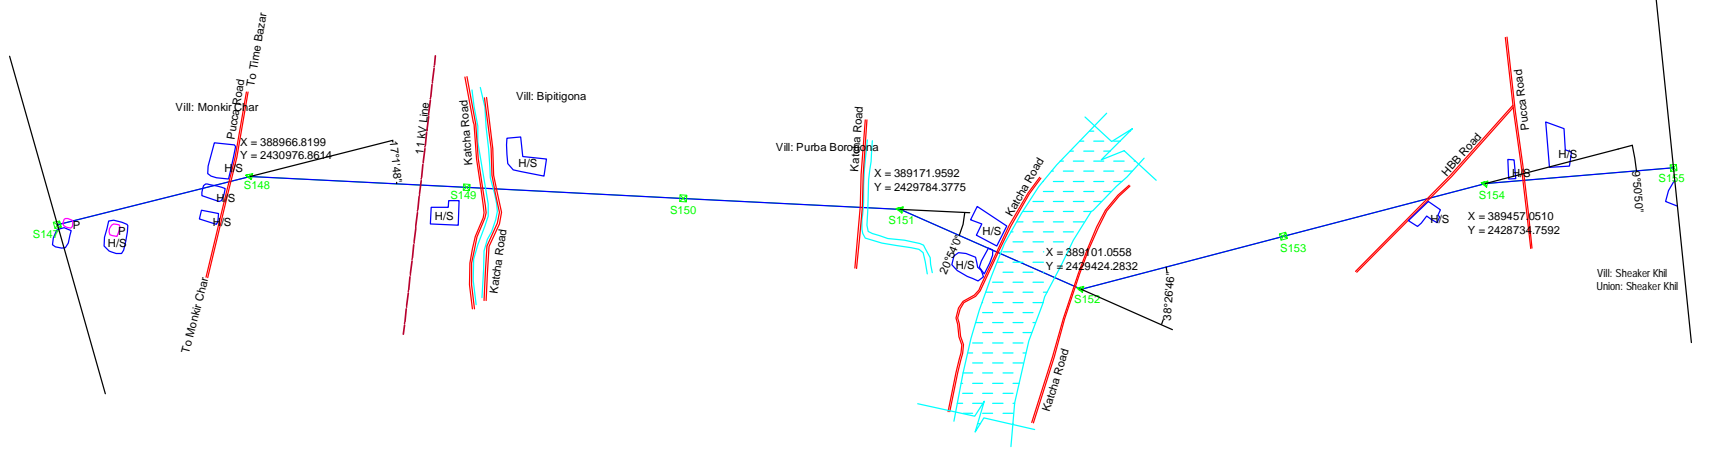 To Time Bazar
Pucca Road
Vill: Monkir Char
X = 388966.8199
Y = 2430976.8614
17°1'48"
S148
H/S
H/S
H/S
S147
P
P
H/S
To Monkir Char
11 kV Line
Katcha Road
Vill: Bipitigona
H/S
S149
H/S
Katcha Road
S150
Katcha Road
Vill: Purba Borogona
X = 389171.9592
Y = 2429784.3775
S151
20°54'0"
H/S
H/S
Katcha Road
X = 389101.0558
Y = 2429424.2832
S152
38°26'46"
Katcha Road
S153
HBB Road
Pucca Road
H/S
H/S
H/S
S154
X = 389457.0510
Y = 2428734.7592
9°50'50"
S155
Vill: Sheaker Khil
Union: Sheaker Khil